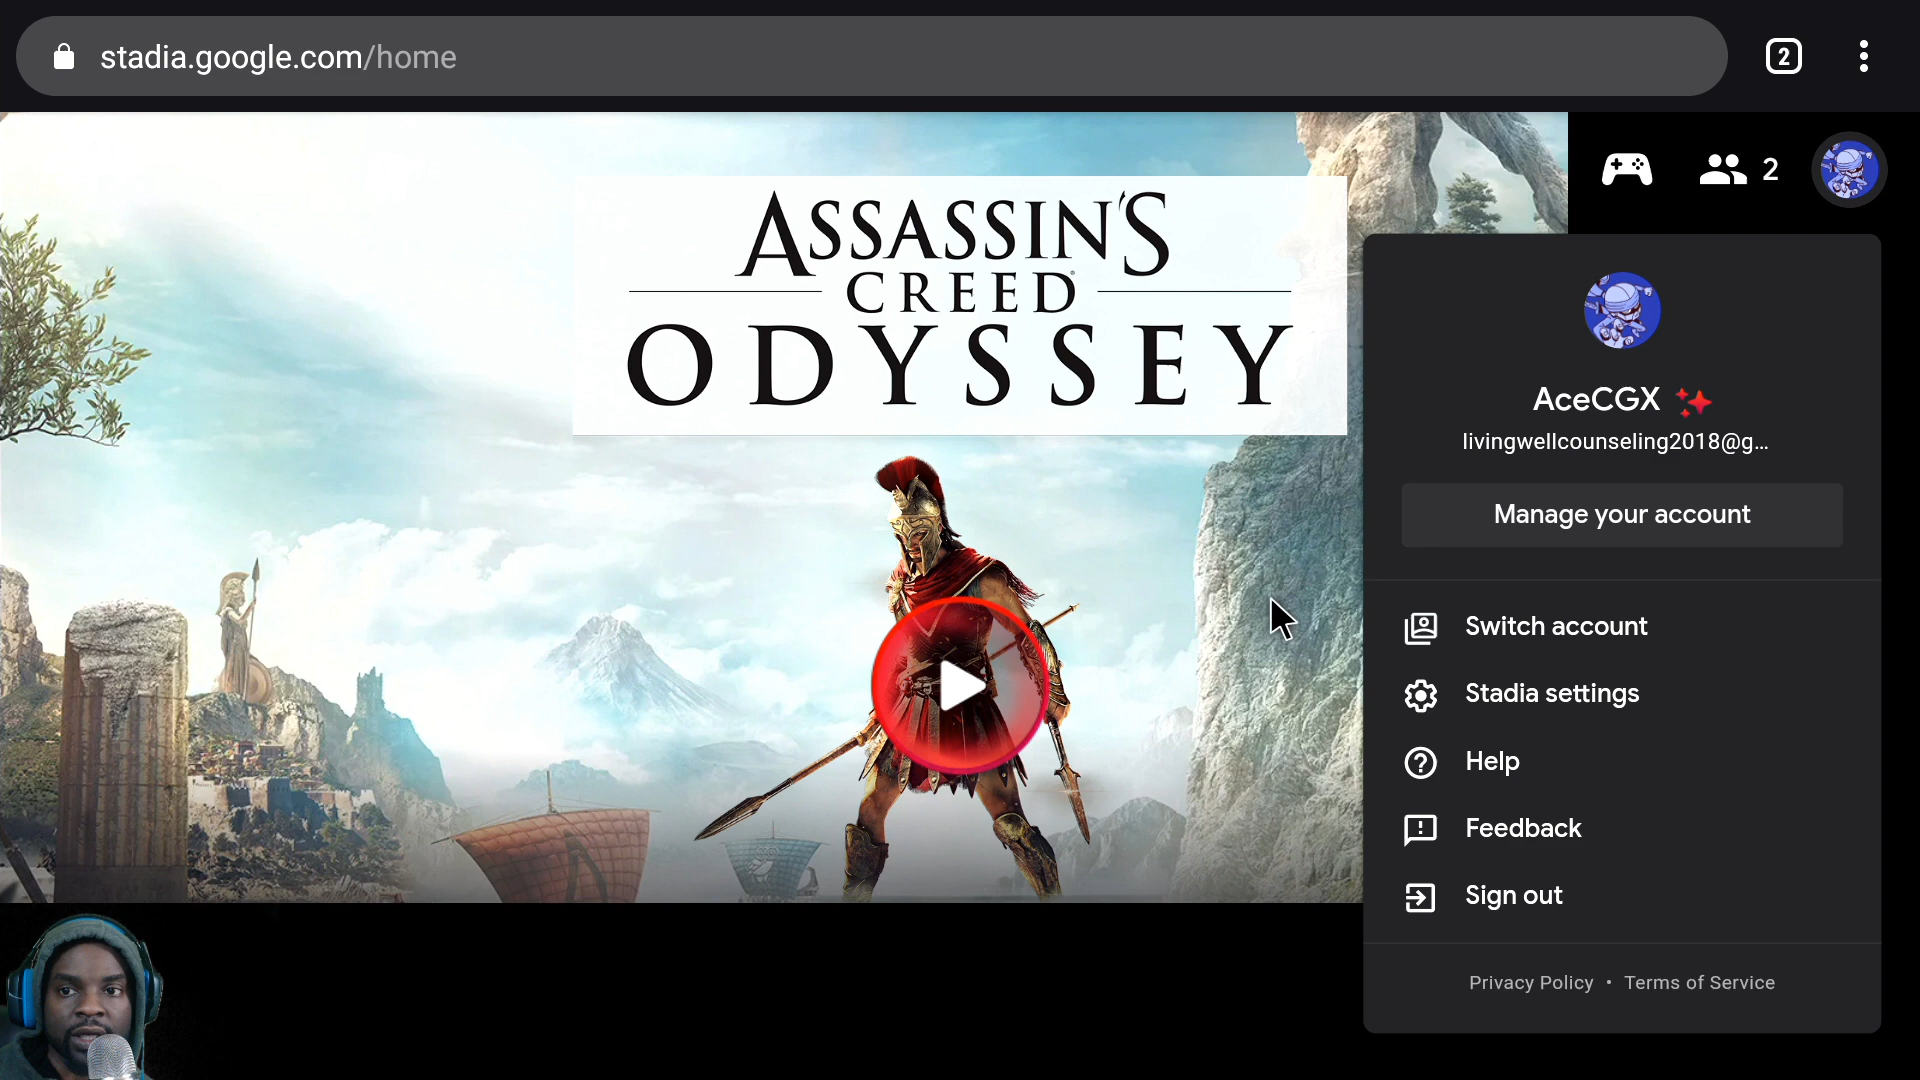 stadia.google.com/home
2
2
ASSASSIN'S
CREED®
ODYSSEY
AceCGX
livingwellcounseling2018@g...
Manage your account
Switch account
Stadia settings
Help
Feedback
Sign out
Privacy Policy • Terms of Service